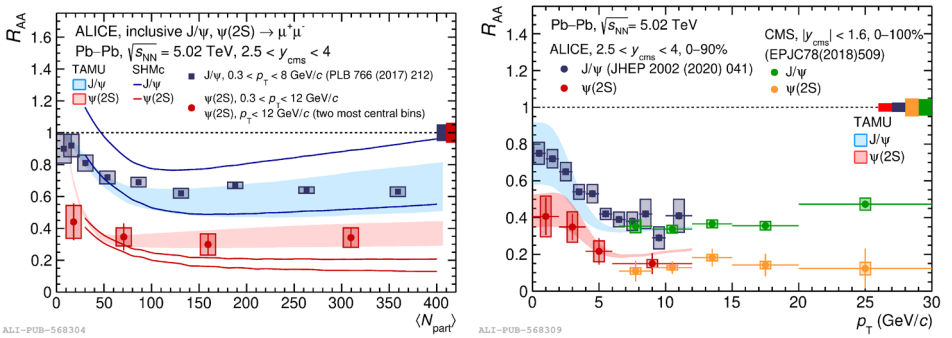 R_AA
1.6
1.4
1.2
1
0.8
0.6
0.4
0.2
0
ALICE, inclusive J/ψ, ψ(2S) → μ⁺μ⁻
Pb–Pb, √s_NN = 5.02 TeV, 2.5 < y_cms < 4
TAMU SHMc
J/ψ J/ψ
ψ(2S) ψ(2S)
J/ψ, 0.3 < p_T < 8 GeV/c (PLB 766 (2017) 212)
ψ(2S), 0.3 < p_T < 12 GeV/c
ψ(2S), p_T < 12 GeV/c (two most central bins)
0 50 100 150 200 250 300 350 400
⟨N_part⟩
ALI-PUB-568304
R_AA
1.6
1.4
1.2
1
0.8
0.6
0.4
0.2
0
Pb–Pb, √s_NN = 5.02 TeV
ALICE, 2.5 < y_cms < 4, 0–90%
J/ψ (JHEP 2002 (2020) 041)
ψ(2S)
CMS, |y_cms| < 1.6, 0–100%
(EPJC78(2018)509)
J/ψ
ψ(2S)
TAMU
J/ψ
ψ(2S)
0 5 10 15 20 25 30
p_T (GeV/c)
ALI-PUB-568309